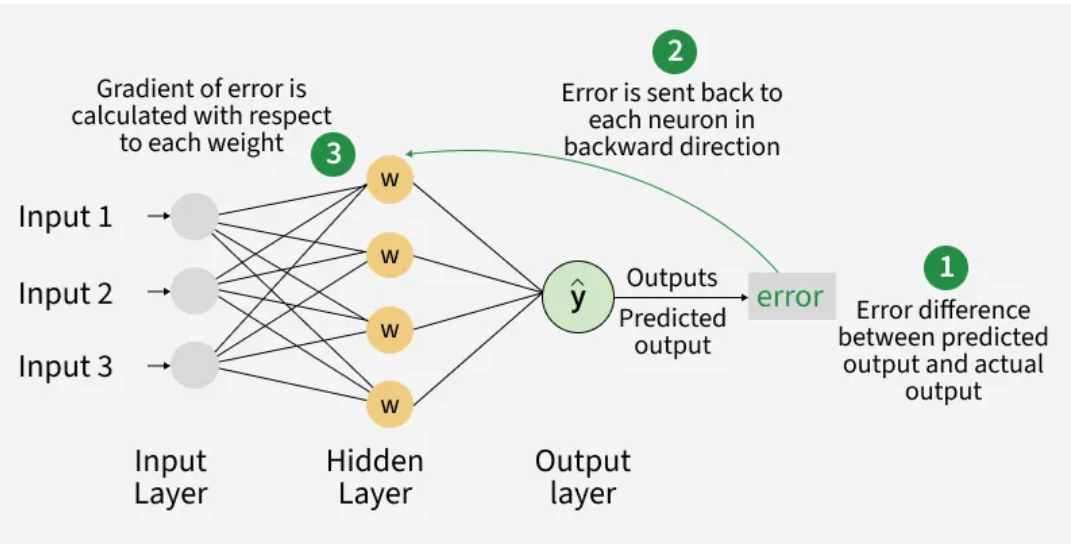 2
Error is sent back to
each neuron in
backward direction
Gradient of error is
calculated with respect
to each weight
3
w
w
w
w
Input 1
Input 2
Input 3
ŷ
Outputs
Predicted
output
error
1
Error difference
between predicted
output and actual
output
Input
Layer
Hidden
Layer
Output
layer